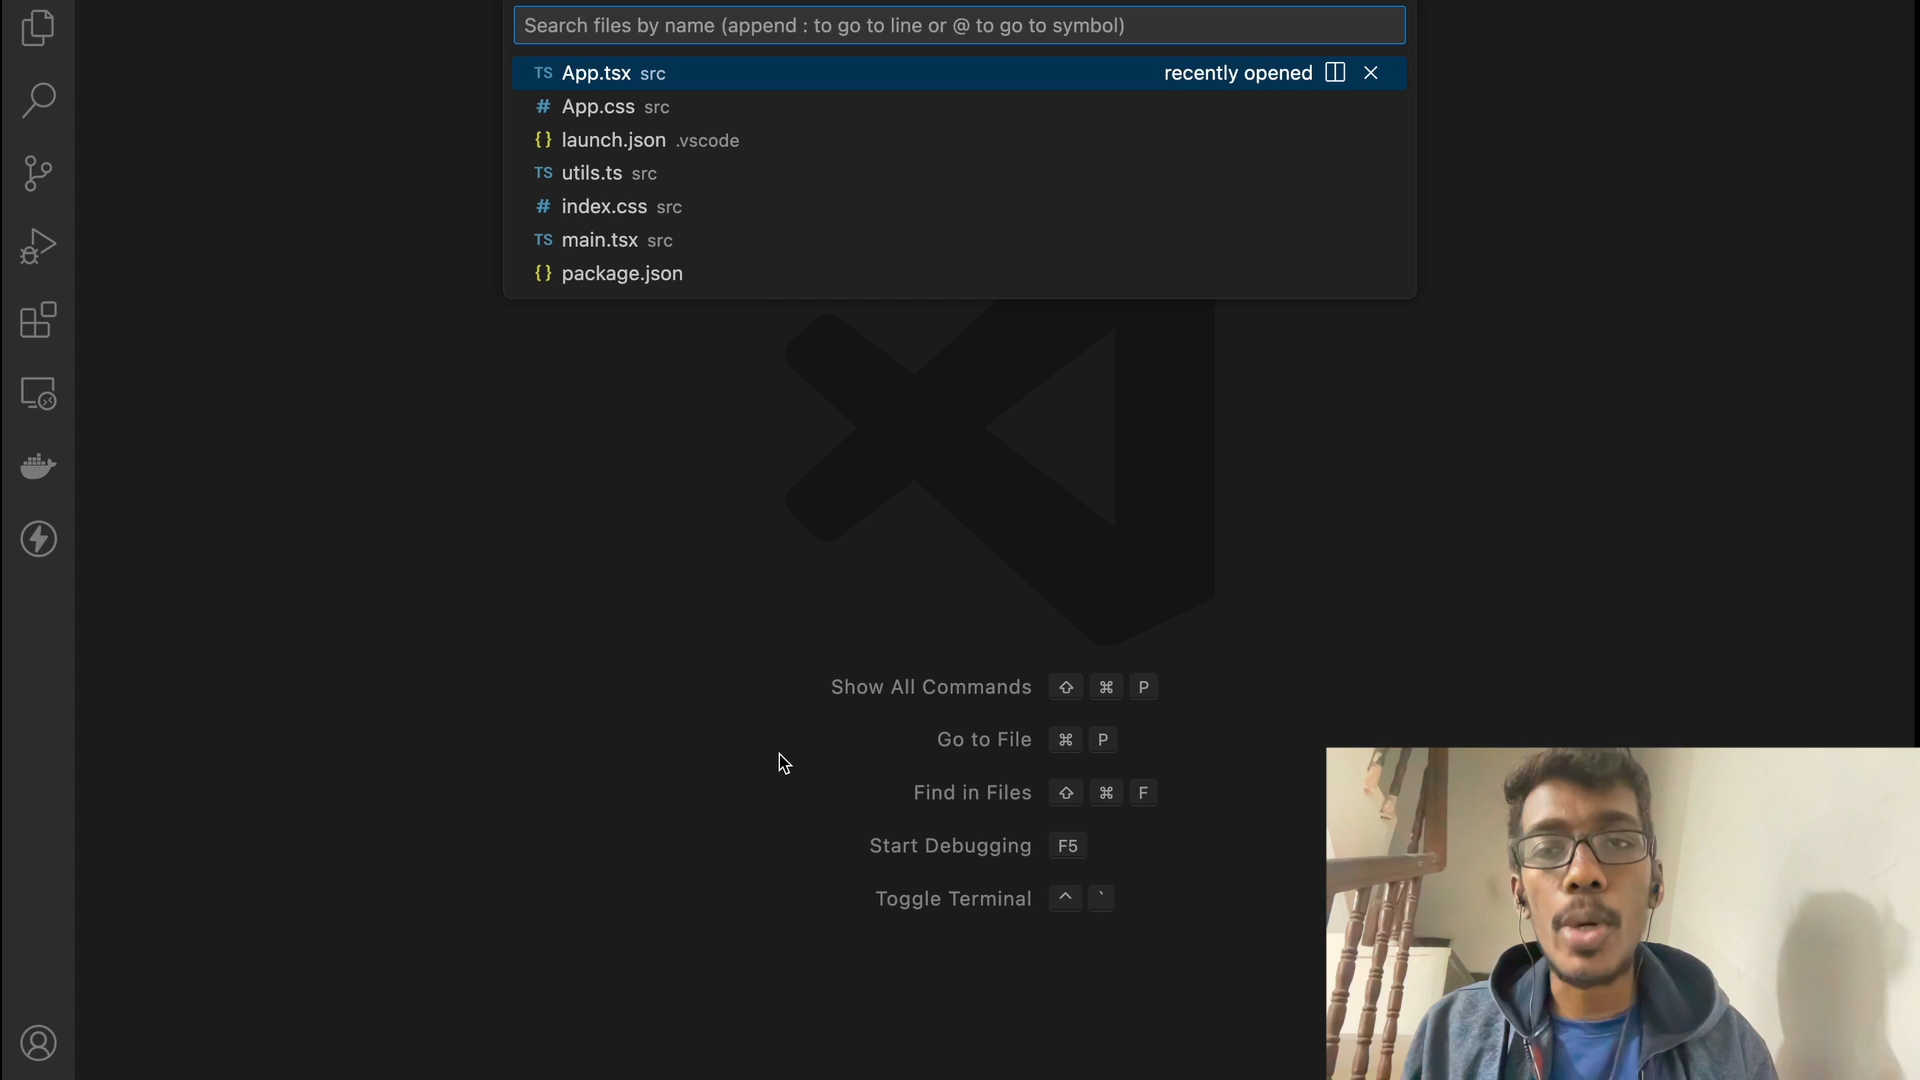 Search files by name (append : to go to line or @ to go to symbol)
TS App.tsx src recently opened
# App.css src
{} launch.json .vscode
TS utils.ts src
# index.css src
TS main.tsx src
{} package.json
Show All Commands ⇧ ⌘ P
Go to File ⌘ P
Find in Files ⇧ ⌘ F
Start Debugging F5
Toggle Terminal ^ `